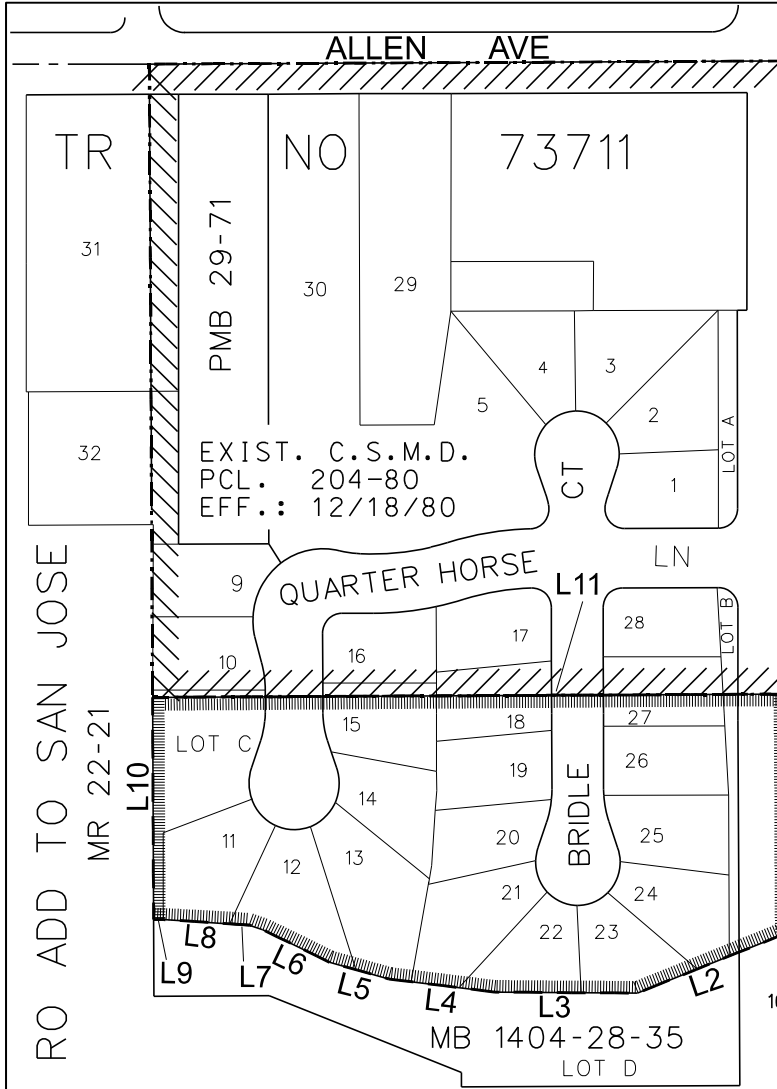 ALLEN AVE
TR NO 73711
31
PMB 29-71
30
29
4
3
5
2
LOT A
32
EXIST. C.S.M.D.
PCL. 204-80
EFF.: 12/18/80
1
CT
9
QUARTER HORSE LN
L11
LOT B
10
16
17
28
RO ADD TO SAN JOSE
MR 22-21
L10
LOT C
15
18
27
14
19
26
BRIDLE
11
12
13
20
25
21
24
22
23
L9
L8
L7
L6
L5
L4
L3
L2
10
MB 1404-28-35
LOT D